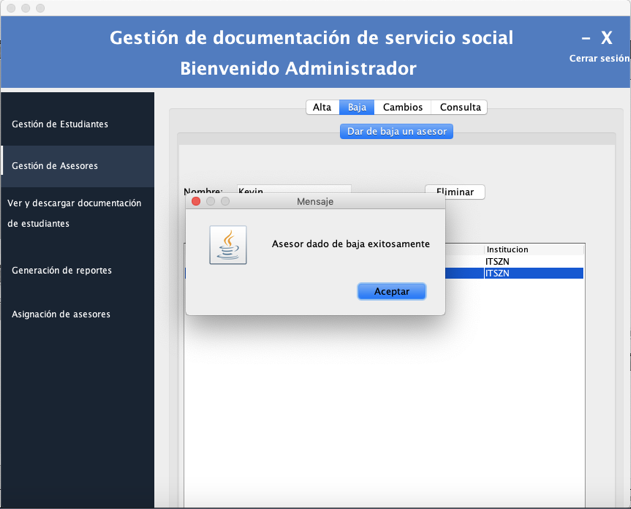 Gestión de documentación de servicio social
Bienvenido Administrador
– X
Cerrar sesión
Gestión de Estudiantes
Gestión de Asesores
Ver y descargar documentación
de estudiantes
Generación de reportes
Asignación de asesores
Alta Baja Cambios Consulta
Dar de baja un asesor
Nombre: Kevin Eliminar
Mensaje
Asesor dado de baja exitosamente
Aceptar
Institucion
ITSZN
ITSZN